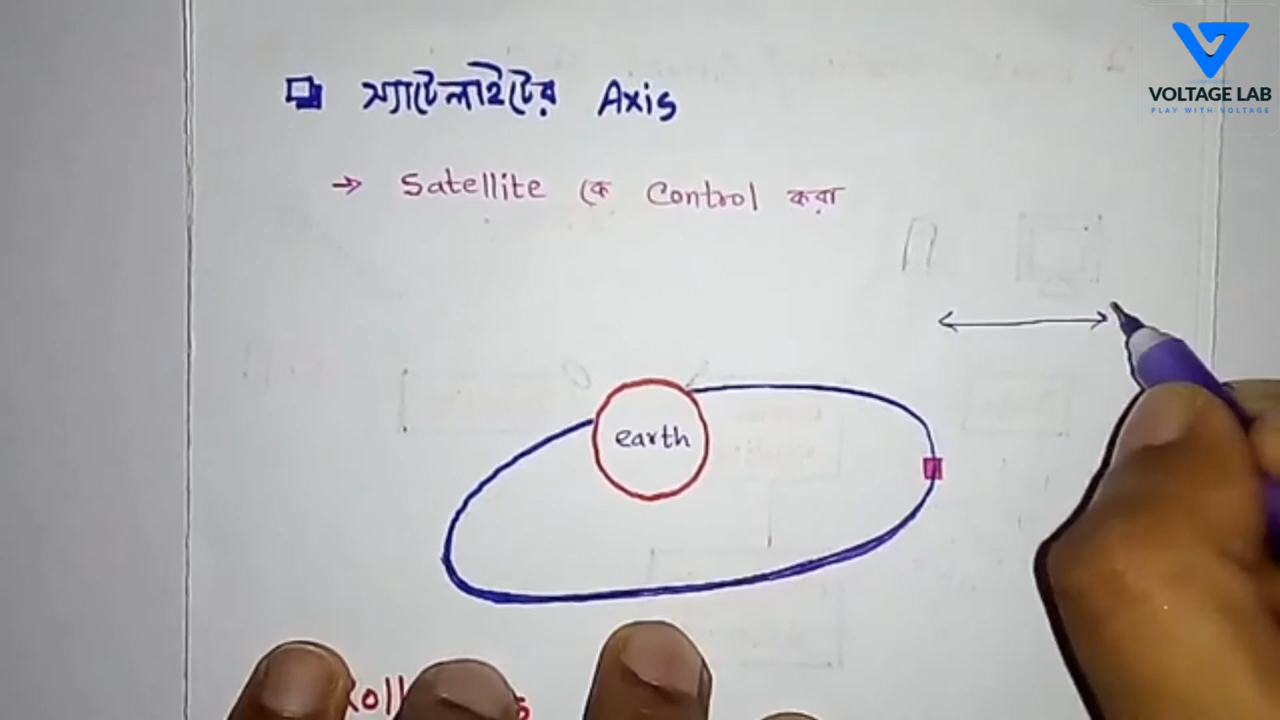 স্যাটেলাইটের Axis
→ Satellite কে Control করা
VOLTAGE LAB
PLAY WITH VOLTAGE
earth